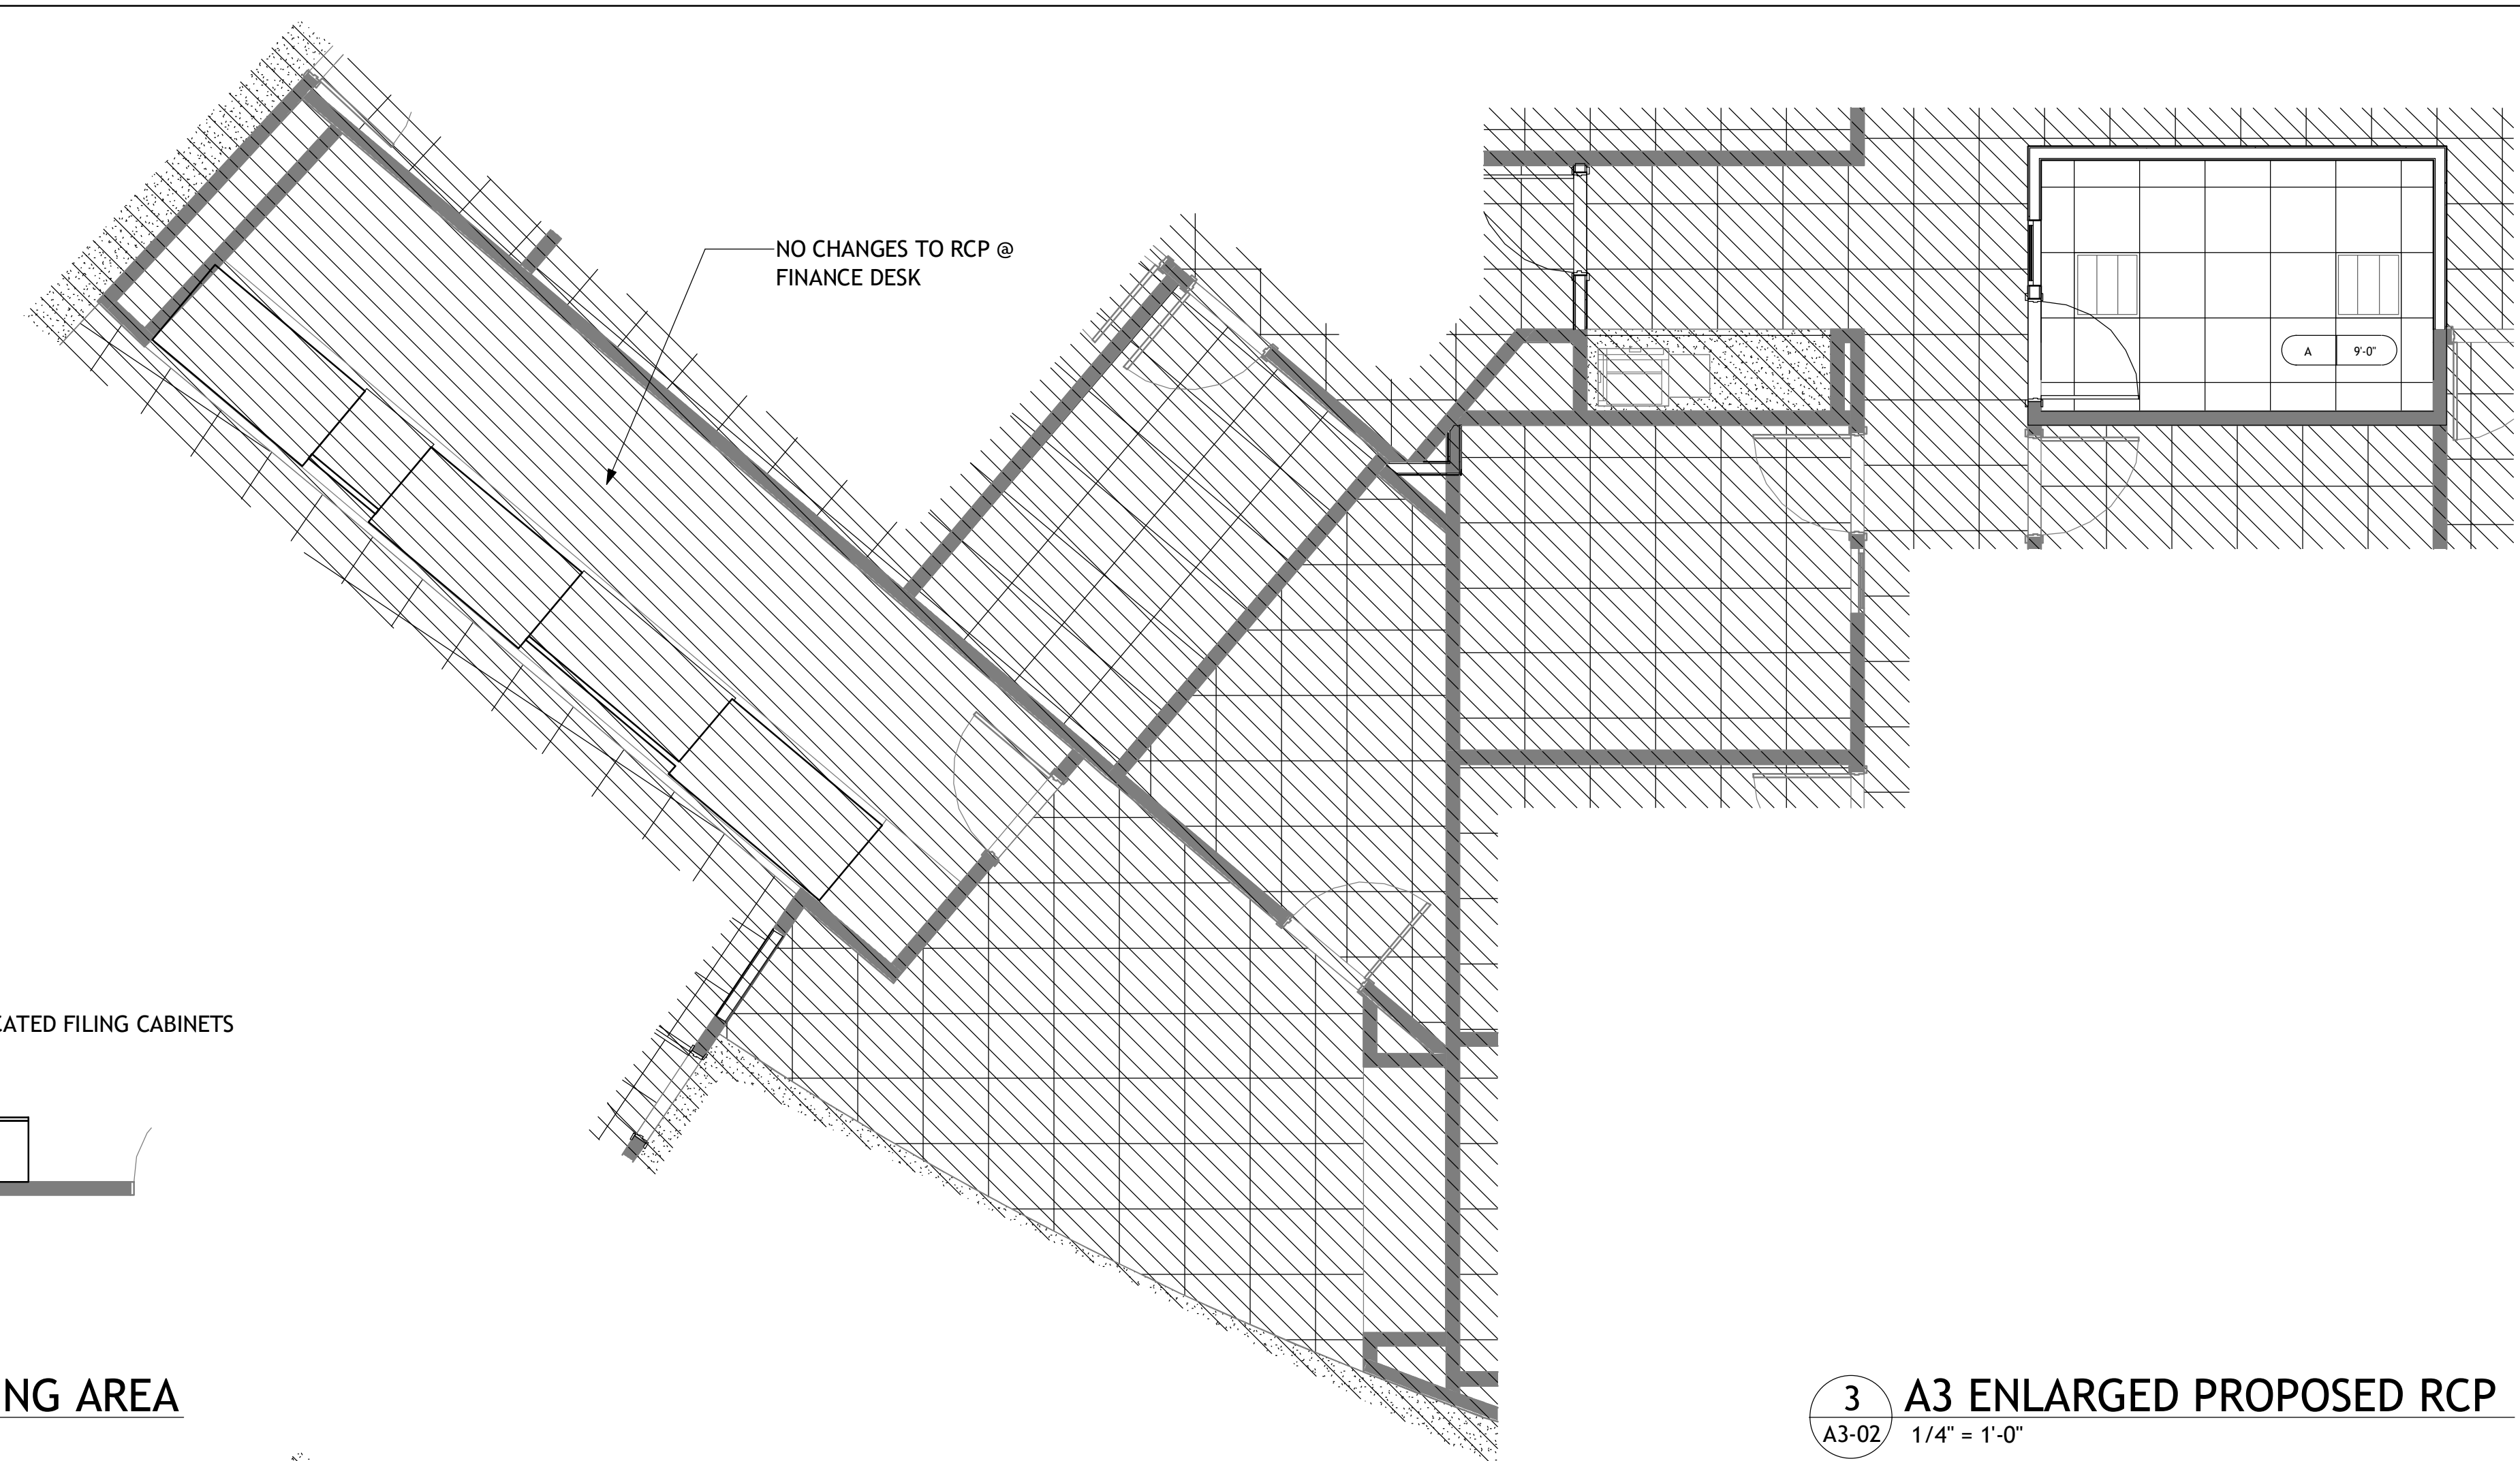 NO CHANGES TO RCP @
FINANCE DESK
A 9'-0"
CATED FILING CABINETS
NG AREA
3 A3 ENLARGED PROPOSED RCP
A3-02 1/4" = 1'-0"